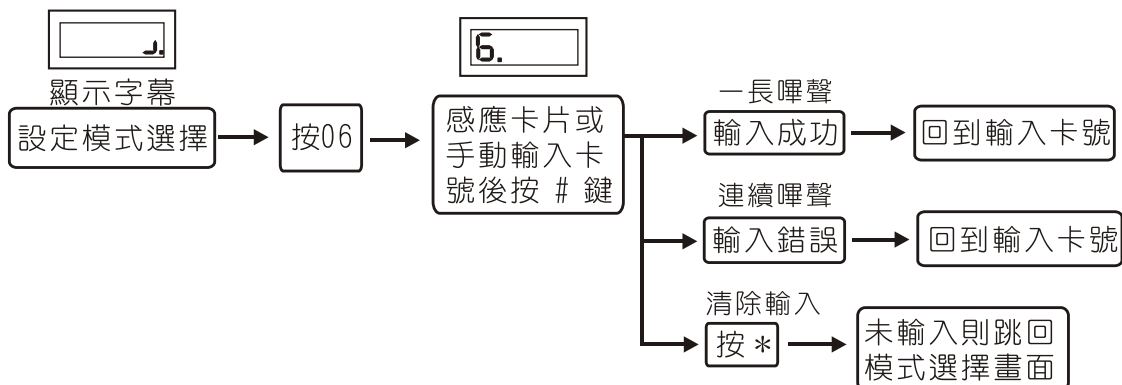 顯示字幕
設定模式選擇
按06
6.
感應卡片或
手動輸入卡
號後按 # 鍵
一長嗶聲
輸入成功
回到輸入卡號
連續嗶聲
輸入錯誤
回到輸入卡號
清除輸入
按＊
未輸入則跳回
模式選擇畫面